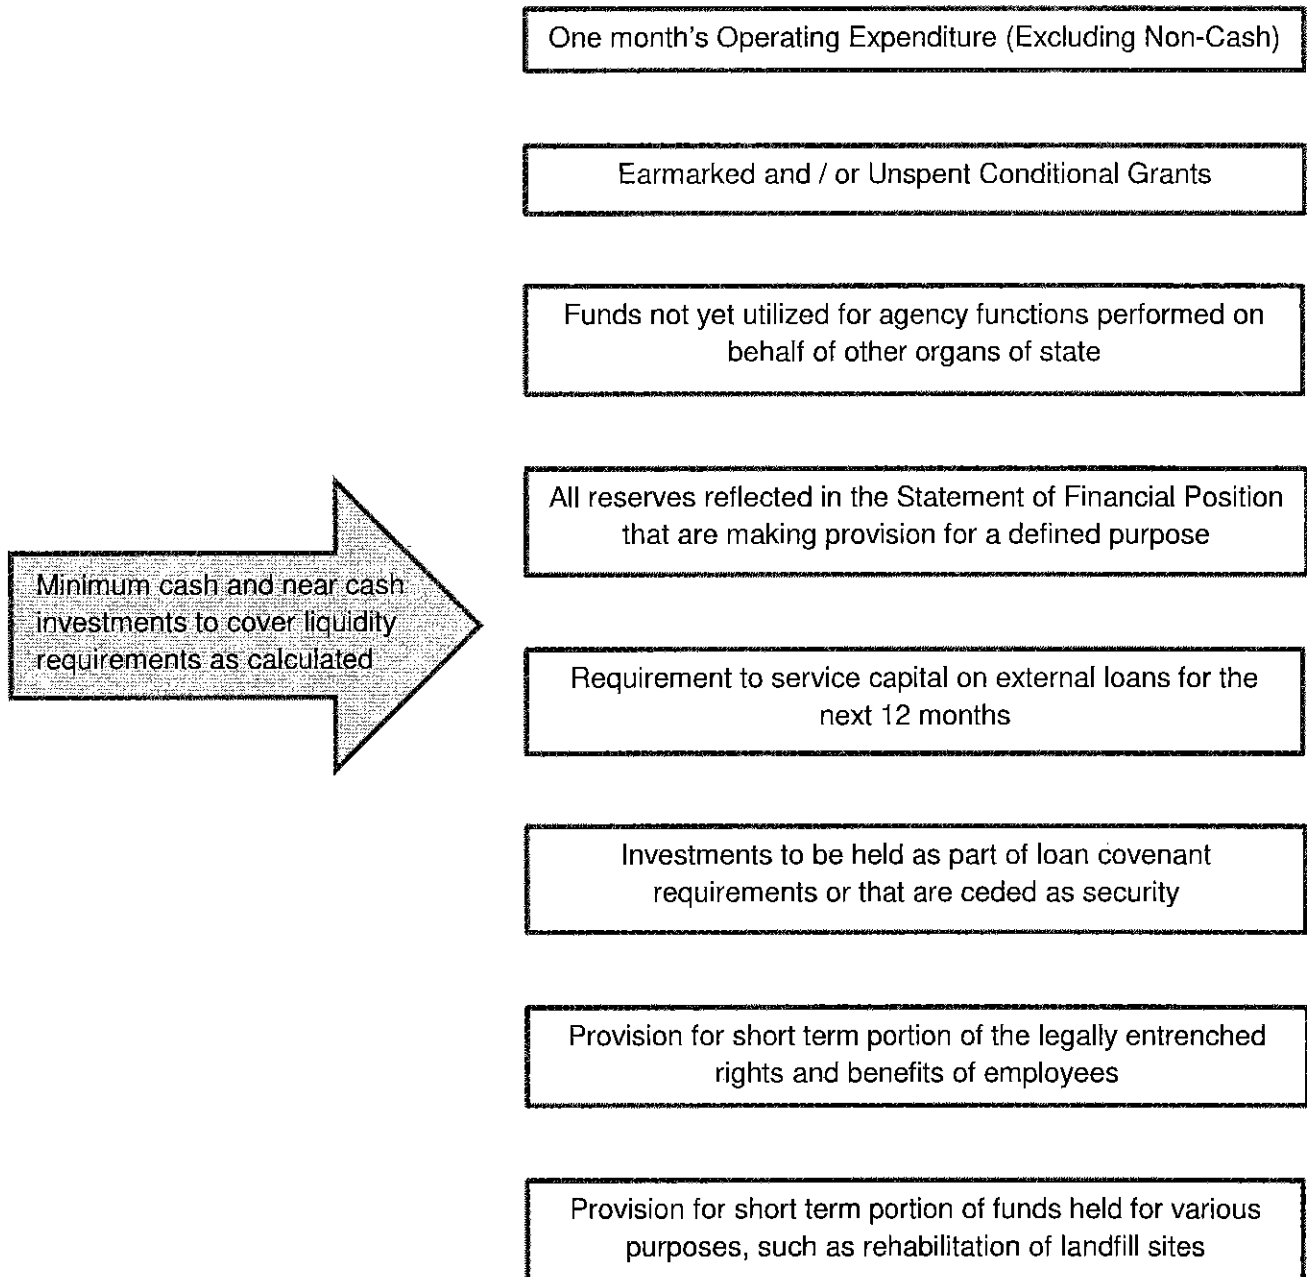 One month's Operating Expenditure (Excluding Non-Cash)
Earmarked and / or Unspent Conditional Grants
Funds not yet utilized for agency functions performed on
behalf of other organs of state
All reserves reflected in the Statement of Financial Position
that are making provision for a defined purpose
Minimum cash and near cash
investments to cover liquidity
requirements as calculated
Requirement to service capital on external loans for the
next 12 months
Investments to be held as part of loan covenant
requirements or that are ceded as security
Provision for short term portion of the legally entrenched
rights and benefits of employees
Provision for short term portion of funds held for various
purposes, such as rehabilitation of landfill sites